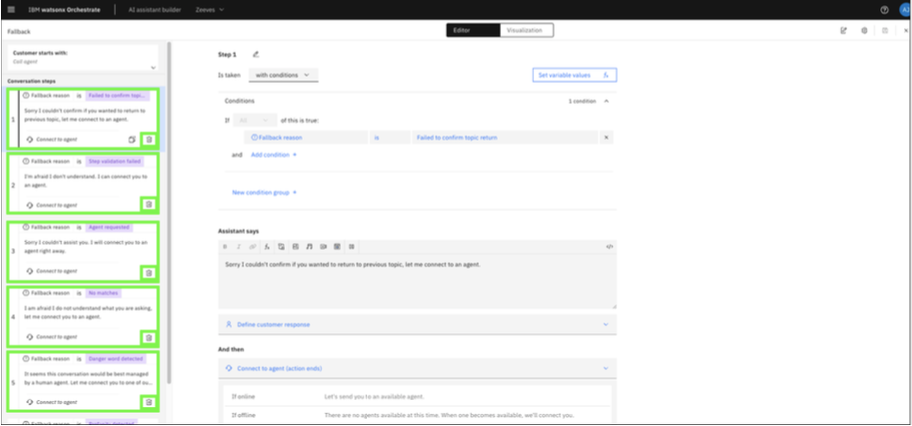 IBM watsonx Orchestrate
AI assistant builder
Zeeves
AJ
Fallback
Editor
Visualization
Customer starts with:
Call agent
Conversation steps
1
Fallback reason is Failed to confirm topi...
Sorry I couldn't confirm if you wanted to return to
previous topic, let me connect to an agent.
Connect to agent
2
Fallback reason is Step validation failed
I'm afraid I don't understand. I can connect you to
an agent.
Connect to agent
3
Fallback reason is Agent requested
Sorry I couldn't assist you. I will connect you to an
agent right away.
Connect to agent
4
Fallback reason is No matches
I am afraid I do not understand what you are asking,
let me connect you to an agent.
Connect to agent
5
Fallback reason is Danger word detected
It seems this conversation would be best managed
by a human agent. Let me connect you to one of ou...
Connect to agent
Fallback reason is Profanity detected
Step 1
Is taken with conditions
Set variable values
Conditions
1 condition
If All of this is true:
Fallback reason is Failed to confirm topic return
and Add condition +
New condition group +
Assistant says
B I
Sorry I couldn't confirm if you wanted to return to previous topic, let me connect to an agent.
Define customer response
And then
Connect to agent (action ends)
If online Let's send you to an available agent.
If offline There are no agents available at this time. When one becomes available, we'll connect you.